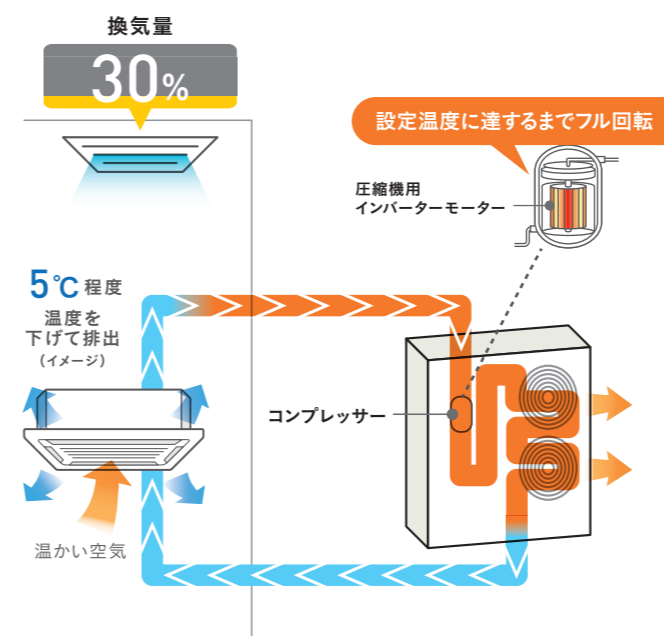 換気量
30%
設定温度に達するまでフル回転
圧縮機用
インバーターモーター
5℃程度
温度を
下げて排出
(イメージ)
コンプレッサー
温かい空気